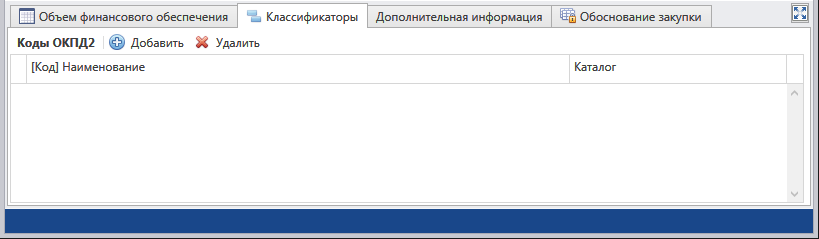 Объем финансового обеспечения Классификаторы Дополнительная информация Обоснование закупки
Коды ОКПД2 Добавить Удалить
[Код] Наименование Каталог